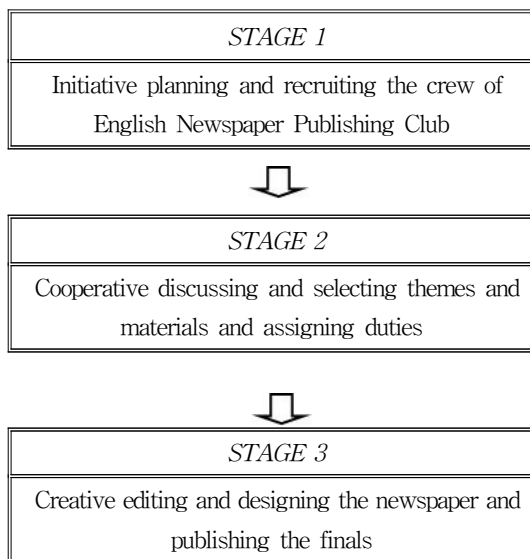 STAGE 1
Initiative planning and recruiting the crew of
English Newspaper Publishing Club
STAGE 2
Cooperative discussing and selecting themes and
materials and assigning duties
STAGE 3
Creative editing and designing the newspaper and
publishing the finals